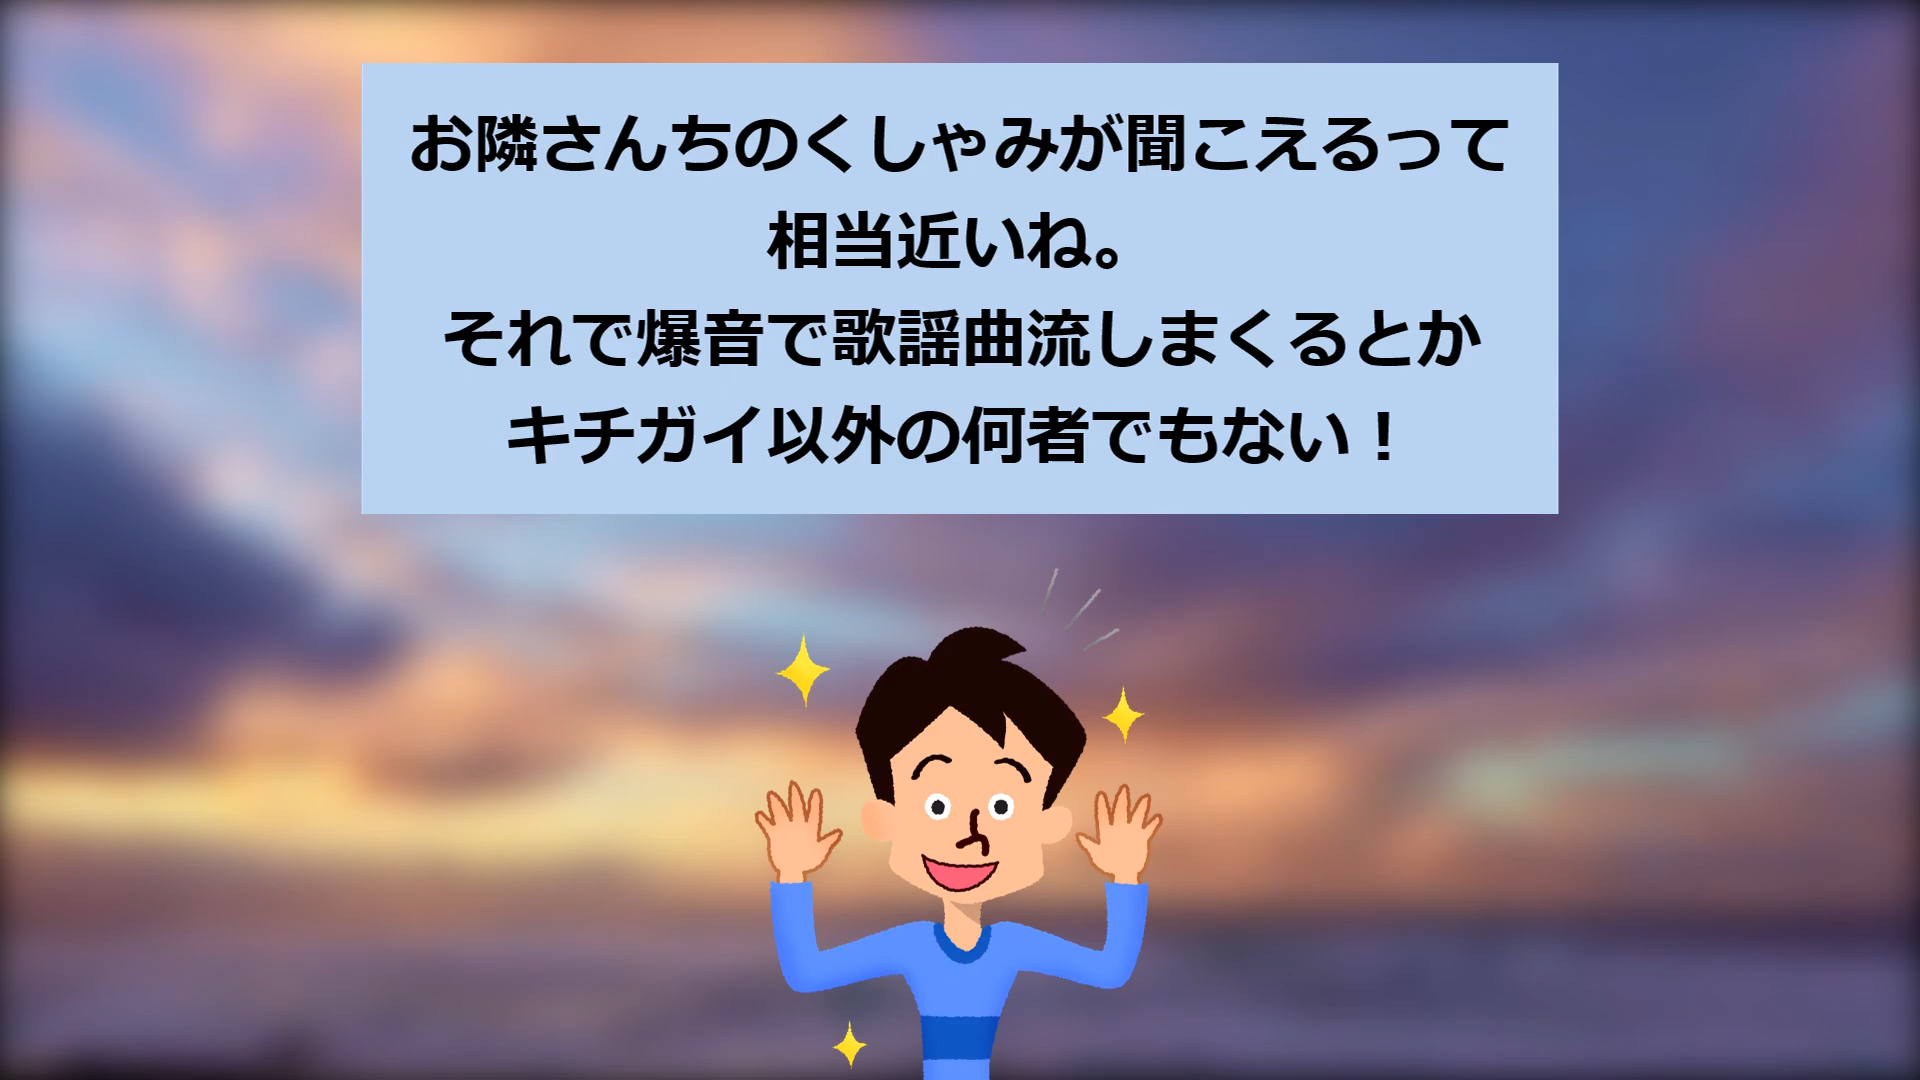 お隣さんちのくしゃみが聞こえるって
相当近いね。
それで爆音で歌謡曲流しまくるとか
キチガイ以外の何者でもない！